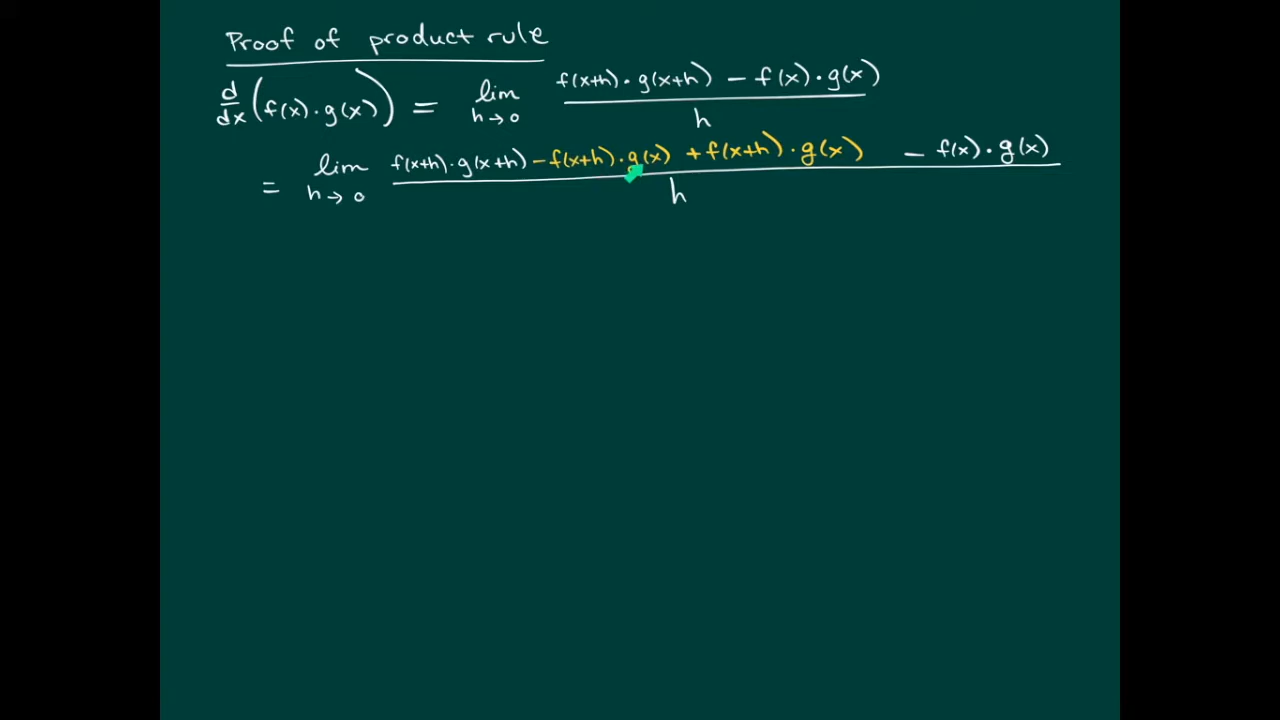 Proof of product rule
d/dx (f(x)·g(x)) = lim h→0 f(x+h)·g(x+h) − f(x)·g(x) / h
= lim h→0 f(x+h)·g(x+h) − f(x+h)·g(x) + f(x+h)·g(x) − f(x)·g(x) / h